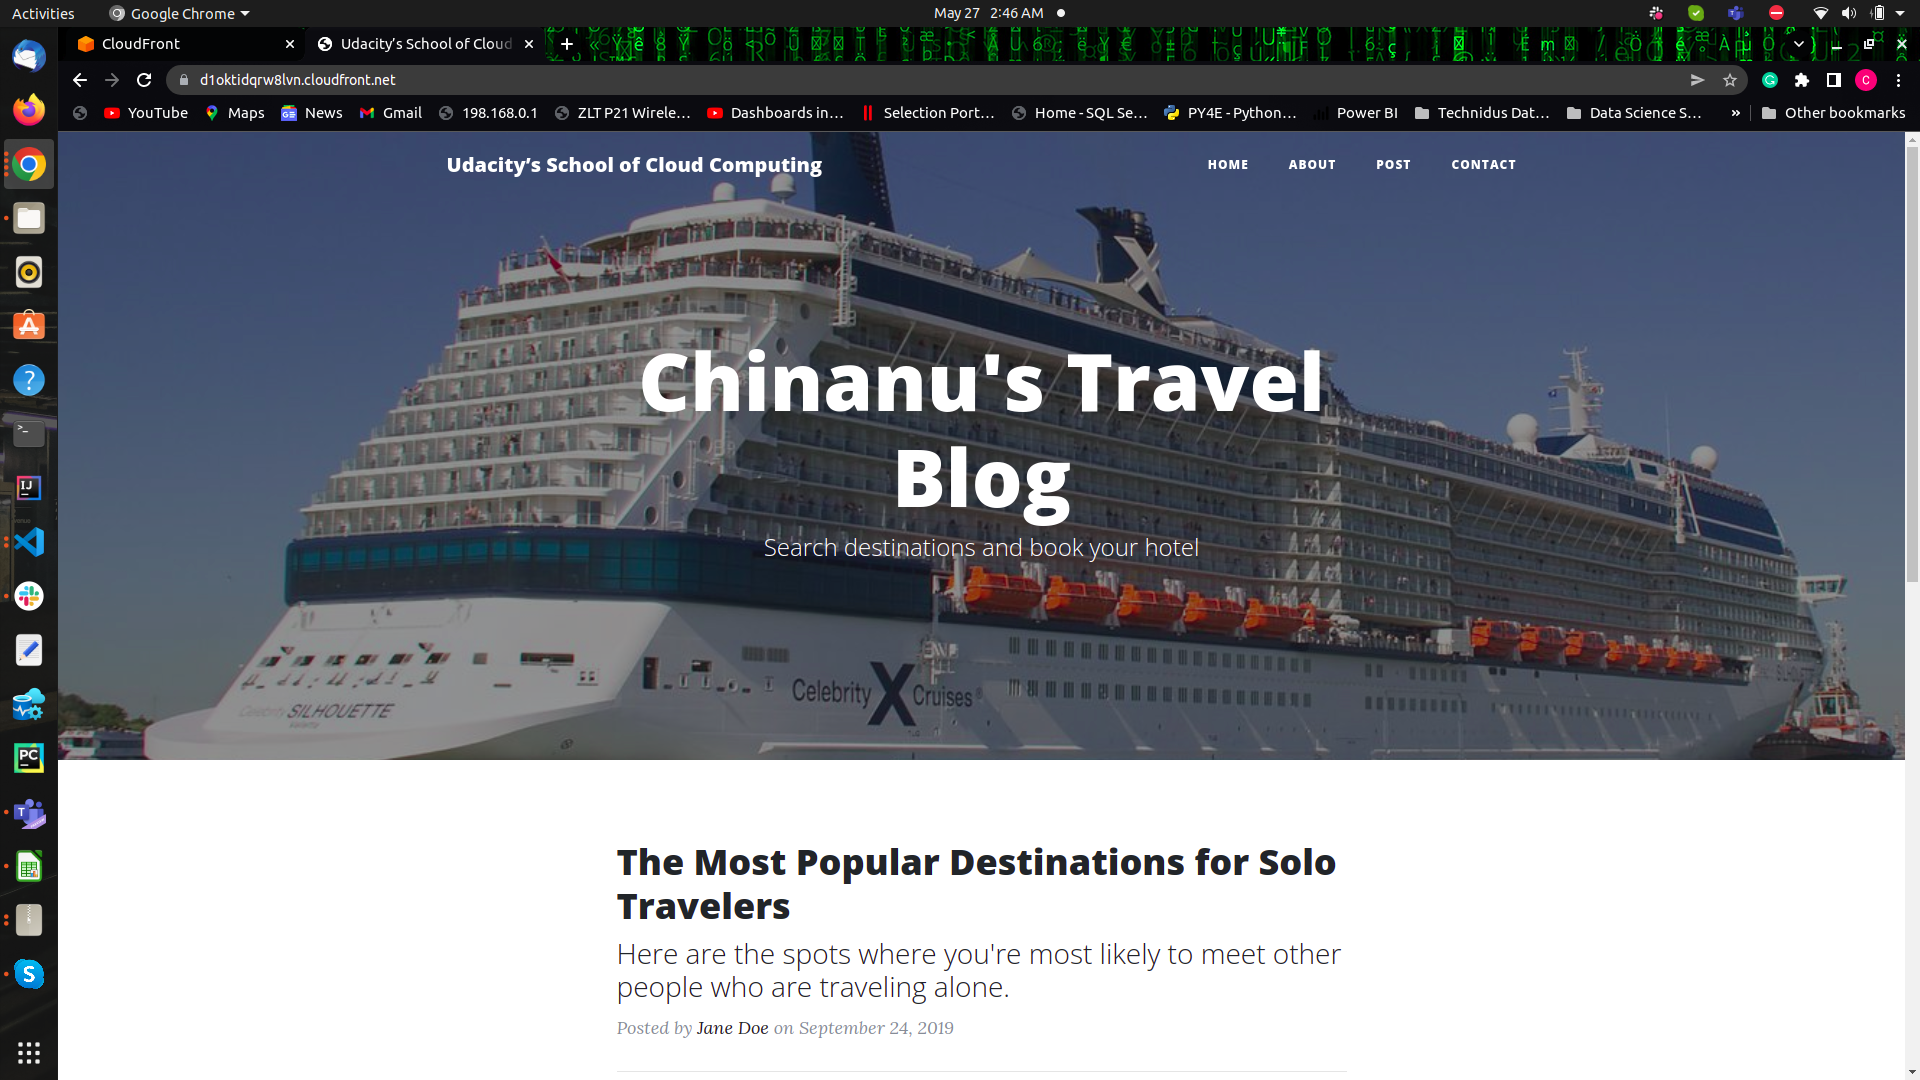 Activities
Google Chrome
May 27 2:46 AM
CloudFront
Udacity’s School of Cloud
d1oktidqrw8lvn.cloudfront.net
C
YouTube
Maps
News
Gmail
198.168.0.1
ZLT P21 Wirele…
Dashboards in…
Selection Port…
Home - SQL Se…
PY4E - Python…
Power BI
Technidus Dat…
Data Science S…
»
Other bookmarks
Udacity’s School of Cloud Computing
HOME
ABOUT
POST
CONTACT
Chinanu's Travel
Blog
Search destinations and book your hotel
Celebrity X Cruises
Celebrity SILHOUETTE
The Most Popular Destinations for Solo
Travelers
Here are the spots where you're most likely to meet other
people who are traveling alone.
Posted by Jane Doe on September 24, 2019